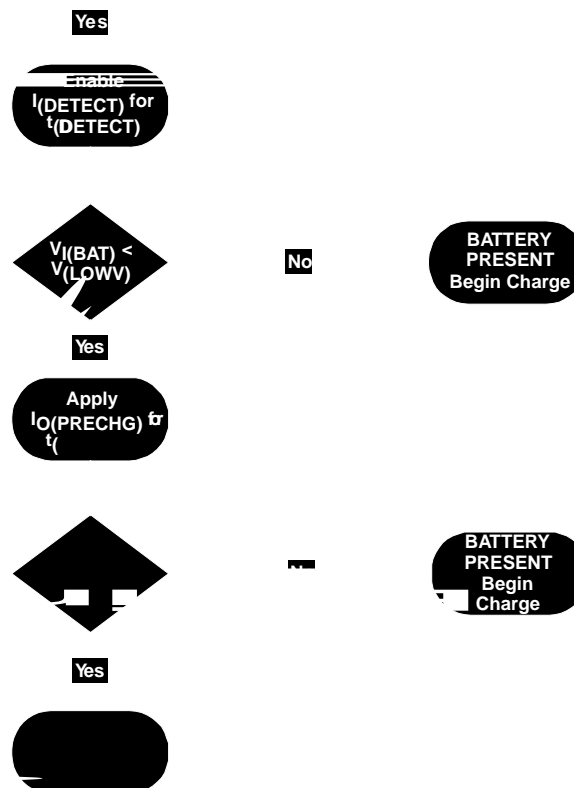 Yes
Enable
I(DETECT) for
t(DETECT)
VI(BAT) <
V(LOWV)
No
BATTERY
PRESENT
Begin Charge
Yes
Apply
IO(PRECHG) for
t(
BATTERY
PRESENT
Begin
Charge
Yes